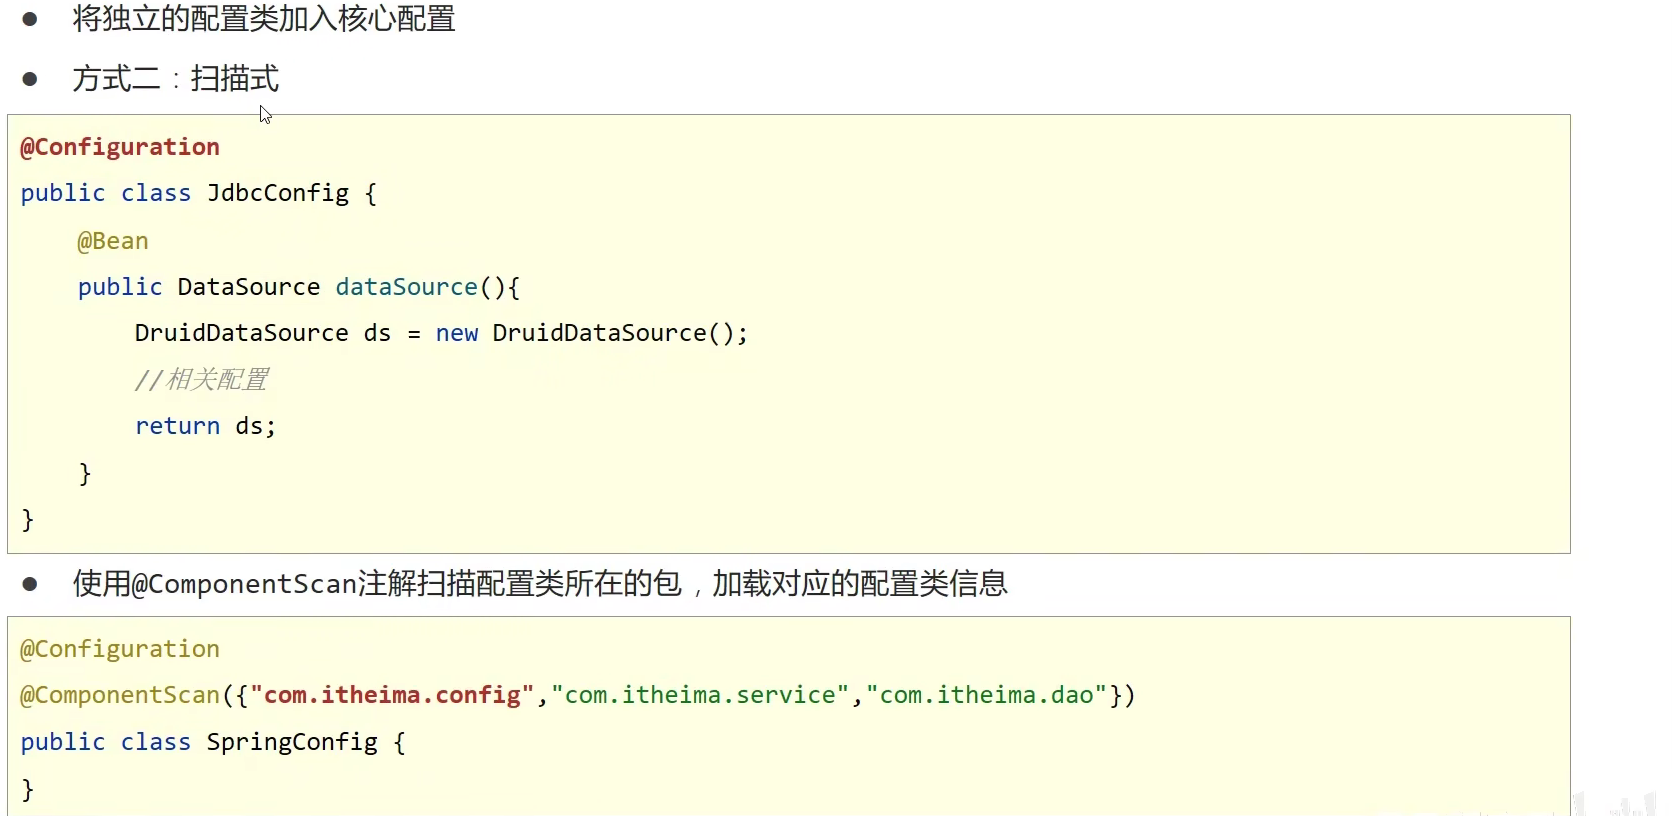 ● 将独立的配置类加入核心配置
● 方式二：扫描式
@Configuration
public class JdbcConfig {
    @Bean
    public DataSource dataSource(){
        DruidDataSource ds = new DruidDataSource();
        //相关配置
        return ds;
    }
}
● 使用@ComponentScan注解扫描配置类所在的包，加载对应的配置类信息
@Configuration
@ComponentScan({"com.itheima.config","com.itheima.service","com.itheima.dao"})
public class SpringConfig {
}